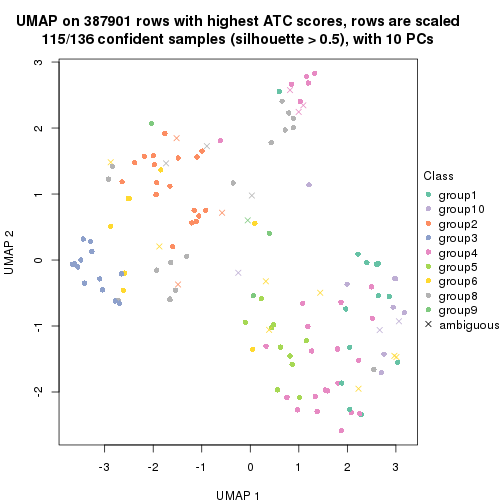 UMAP on 387901 rows with highest ATC scores, rows are scaled
115/136 confident samples (silhouette > 0.5), with 10 PCs
3
2
1
0
-1
-2
UMAP 2
-3
-2
-1
0
1
2
3
UMAP 1
Class
group1
group10
group2
group3
group4
group5
group6
group8
group9
ambiguous